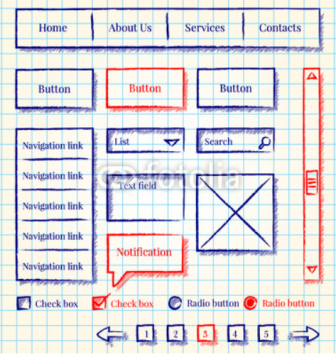 Home About Us Services Contacts
Button Button Button
Navigation link
Navigation link
Navigation link
Navigation link
Navigation link
List
Search
Text field
Notification
Check box Check box Radio button Radio button
1 2 3 4 5
fotolia